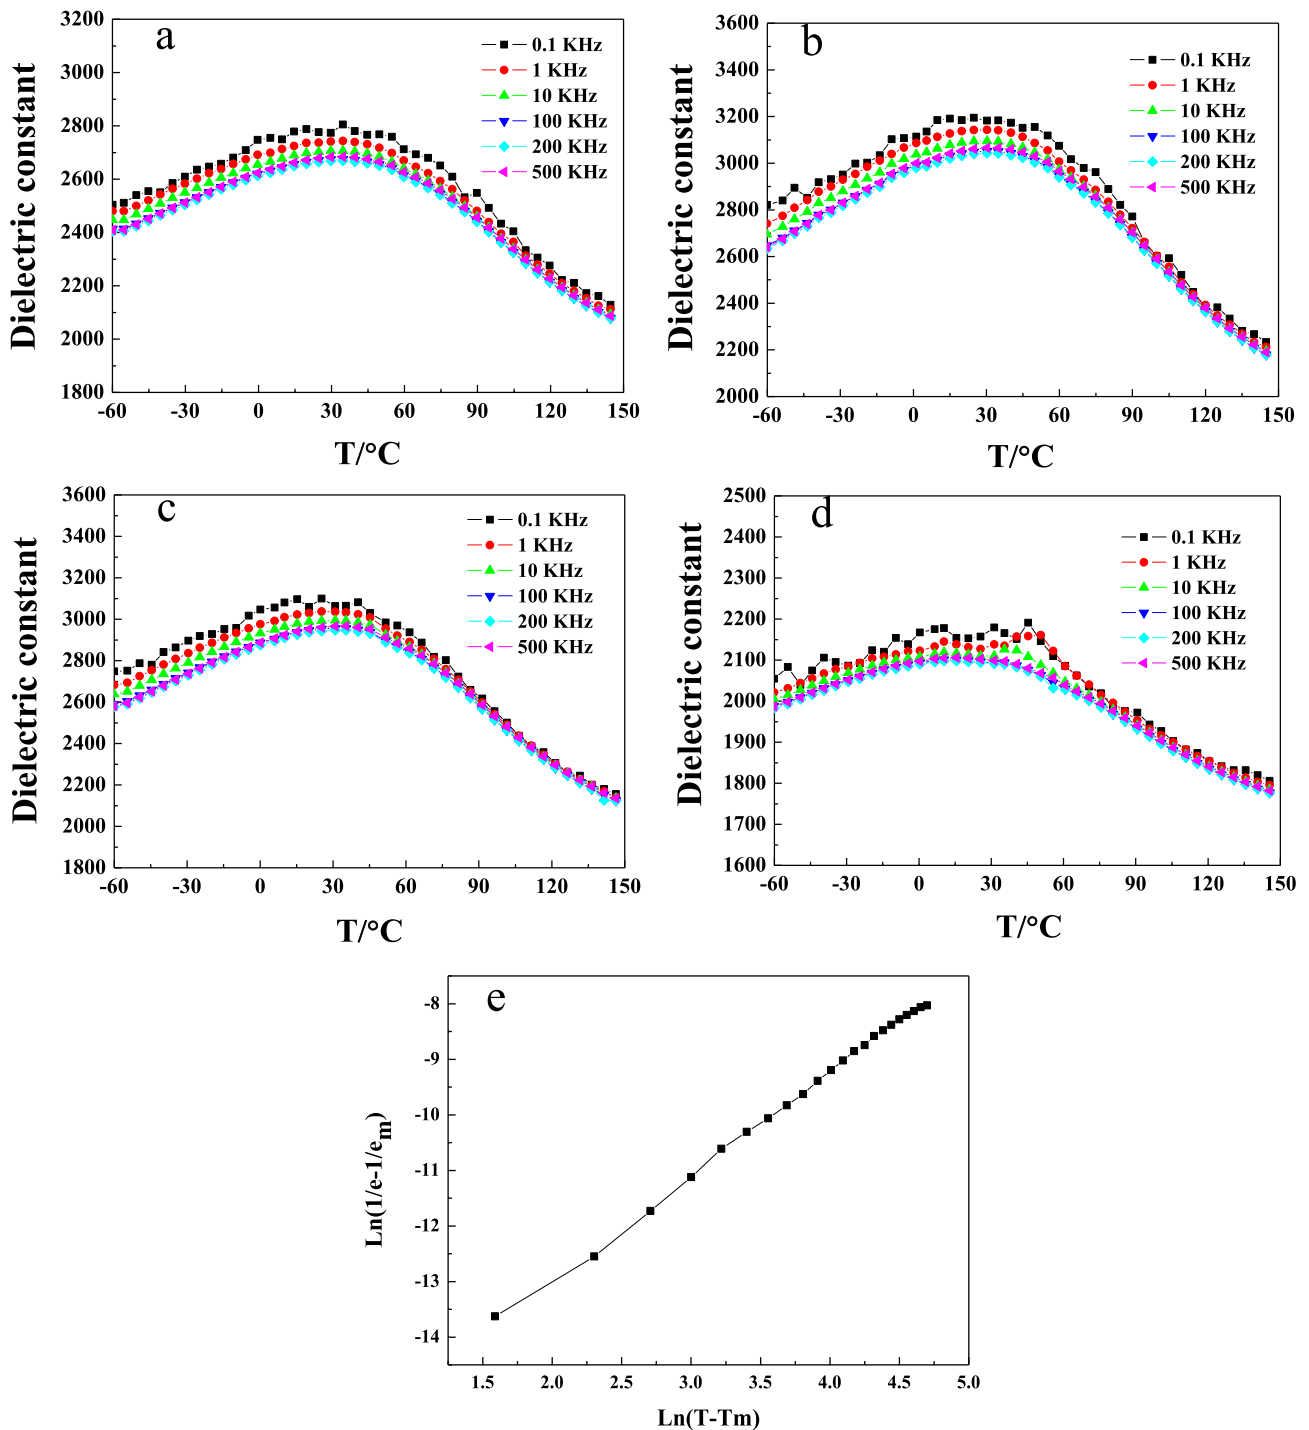 a
3200
3000
2800
2600
2400
2200
2000
1800
-60 -30 0 30 60 90 120 150
Dielectric constant
T/°C
0.1 KHz
1 KHz
10 KHz
100 KHz
200 KHz
500 KHz
b
3600
3400
3200
3000
2800
2600
2400
2200
2000
-60 -30 0 30 60 90 120 150
Dielectric constant
T/°C
0.1 KHz
1 KHz
10 KHz
100 KHz
200 KHz
500 KHz
c
3600
3400
3200
3000
2800
2600
2400
2200
2000
1800
-60 -30 0 30 60 90 120 150
Dielectric constant
T/°C
0.1 KHz
1 KHz
10 KHz
100 KHz
200 KHz
500 KHz
d
2500
2400
2300
2200
2100
2000
1900
1800
1700
1600
-60 -30 0 30 60 90 120 150
Dielectric constant
T/°C
0.1 KHz
1 KHz
10 KHz
100 KHz
200 KHz
500 KHz
e
-8
-9
-10
-11
-12
-13
-14
1.5 2.0 2.5 3.0 3.5 4.0 4.5 5.0
Ln(1/e-1/e_m)
Ln(T-Tm)